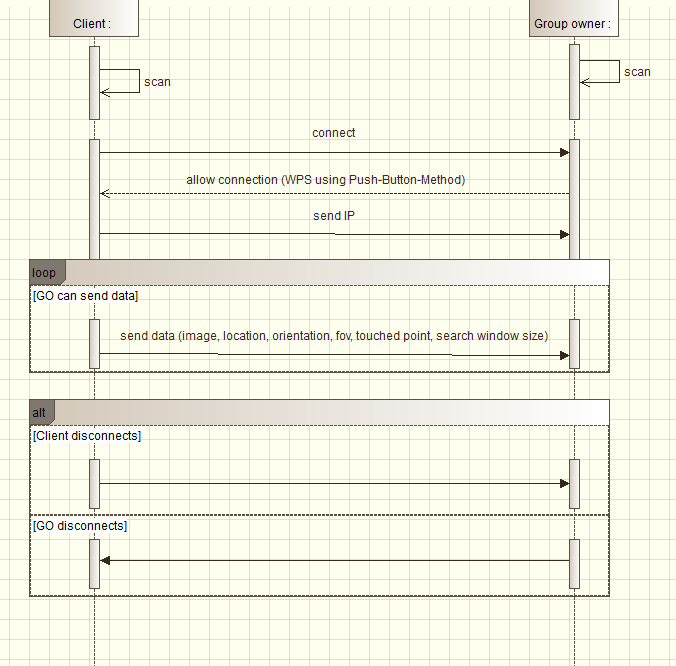 Client :
Group owner :
scan
scan
connect
allow connection (WPS using Push-Button-Method)
send IP
loop
[GO can send data]
send data (image, location, orientation, fov, touched point, search window size)
alt
[Client disconnects]
[GO disconnects]